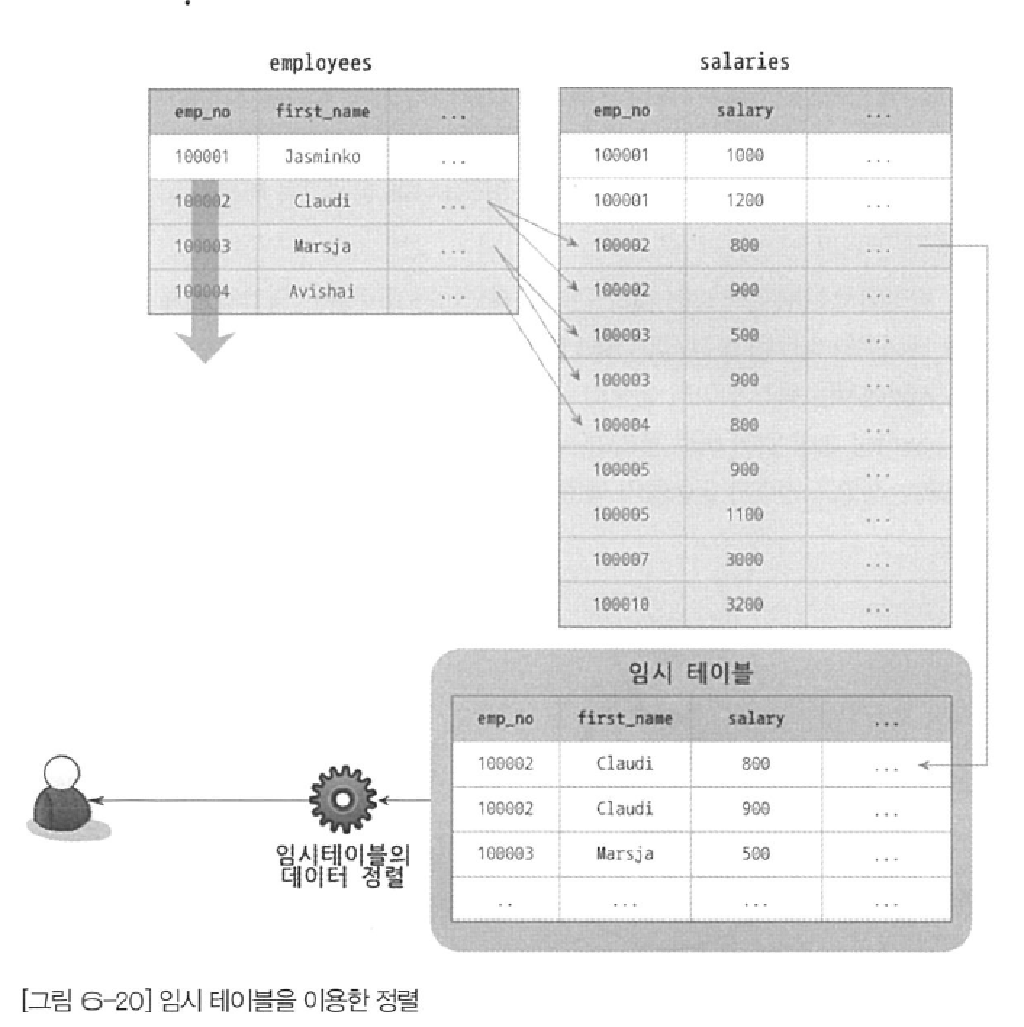 employees
emp_no first_name ...
100001 Jasminko ...
100002 Claudi ...
100003 Marsja ...
100004 Avishai ...
salaries
emp_no salary ...
100001 1000 ...
100001 1200 ...
100002 800 ...
100002 900 ...
100003 500 ...
100003 900 ...
100004 800 ...
100005 900 ...
100005 1100 ...
100007 3000 ...
100010 3200 ...
임시 테이블
emp_no first_name salary ...
100002 Claudi 800 ...
100002 Claudi 900 ...
100003 Marsja 500 ...
.. ... ... ...
임시테이블의
데이터 정렬
[그림 6-20] 임시 테이블을 이용한 정렬